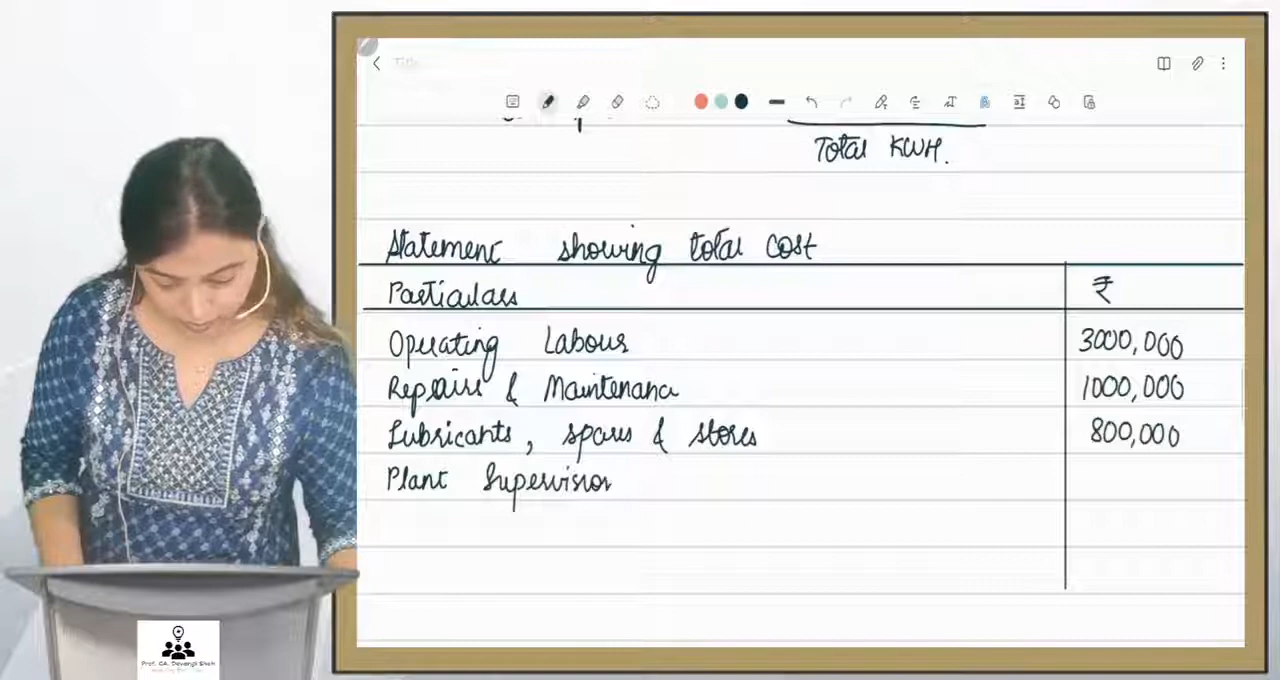 Title
Total KWH.
Statement showing total cost
Particulars ₹
Operating Labour 3000,000
Repairs & Maintenance 1000,000
Lubricants, spares & stores 800,000
Plant Supervisor
Prof. CA. Devangi Shah